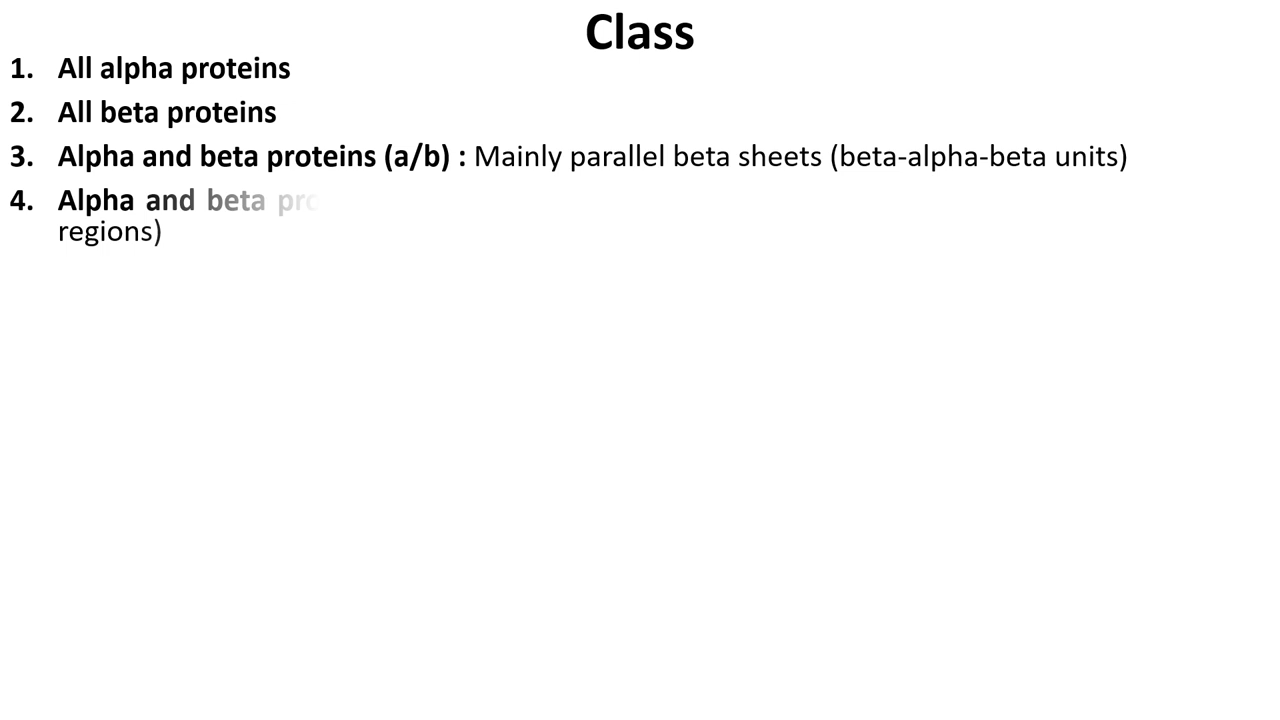 Class
1. All alpha proteins
2. All beta proteins
3. Alpha and beta proteins (a/b) : Mainly parallel beta sheets (beta-alpha-beta units)
4. Alpha and beta pro
regions)